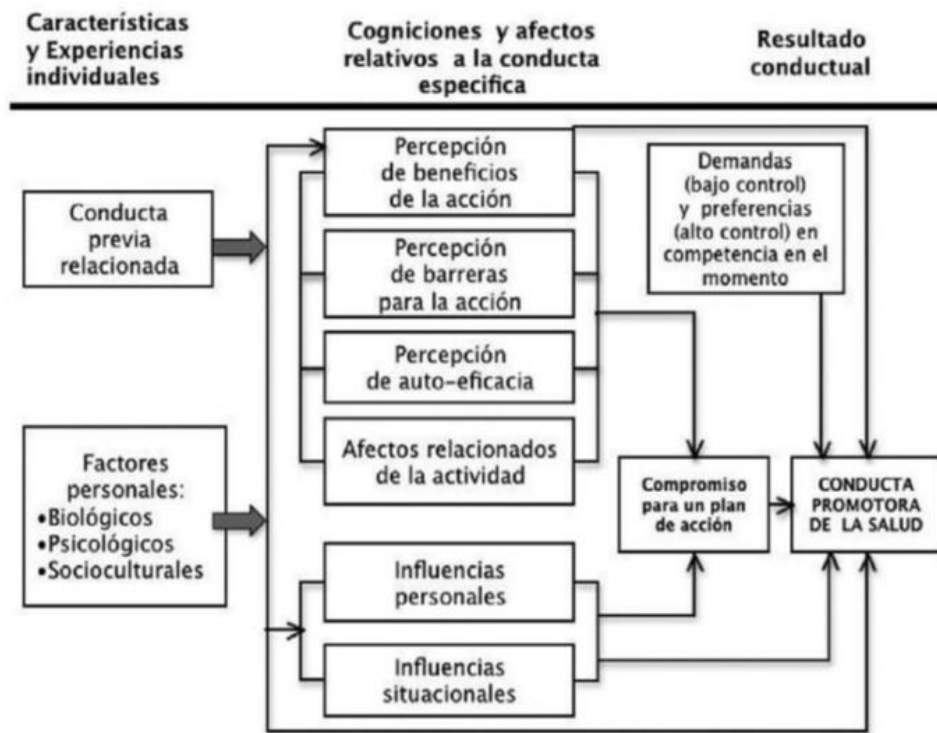 Características
y Experiencias
individuales
Cogniciones y afectos
relativos a la conducta
especifica
Resultado
conductual
Conducta
previa
relacionada
Factores
personales:
•Biológicos
•Psicológicos
•Socioculturales
Percepción
de beneficios
de la acción
Percepción
de barreras
para la acción
Percepción
de auto-eficacia
Afectos relacionados
de la actividad
Influencias
personales
Influencias
situacionales
Demandas
(bajo control)
y preferencias
(alto control) en
competencia en el
momento
Compromiso
para un plan
de acción
CONDUCTA
PROMOTORA
DE LA SALUD